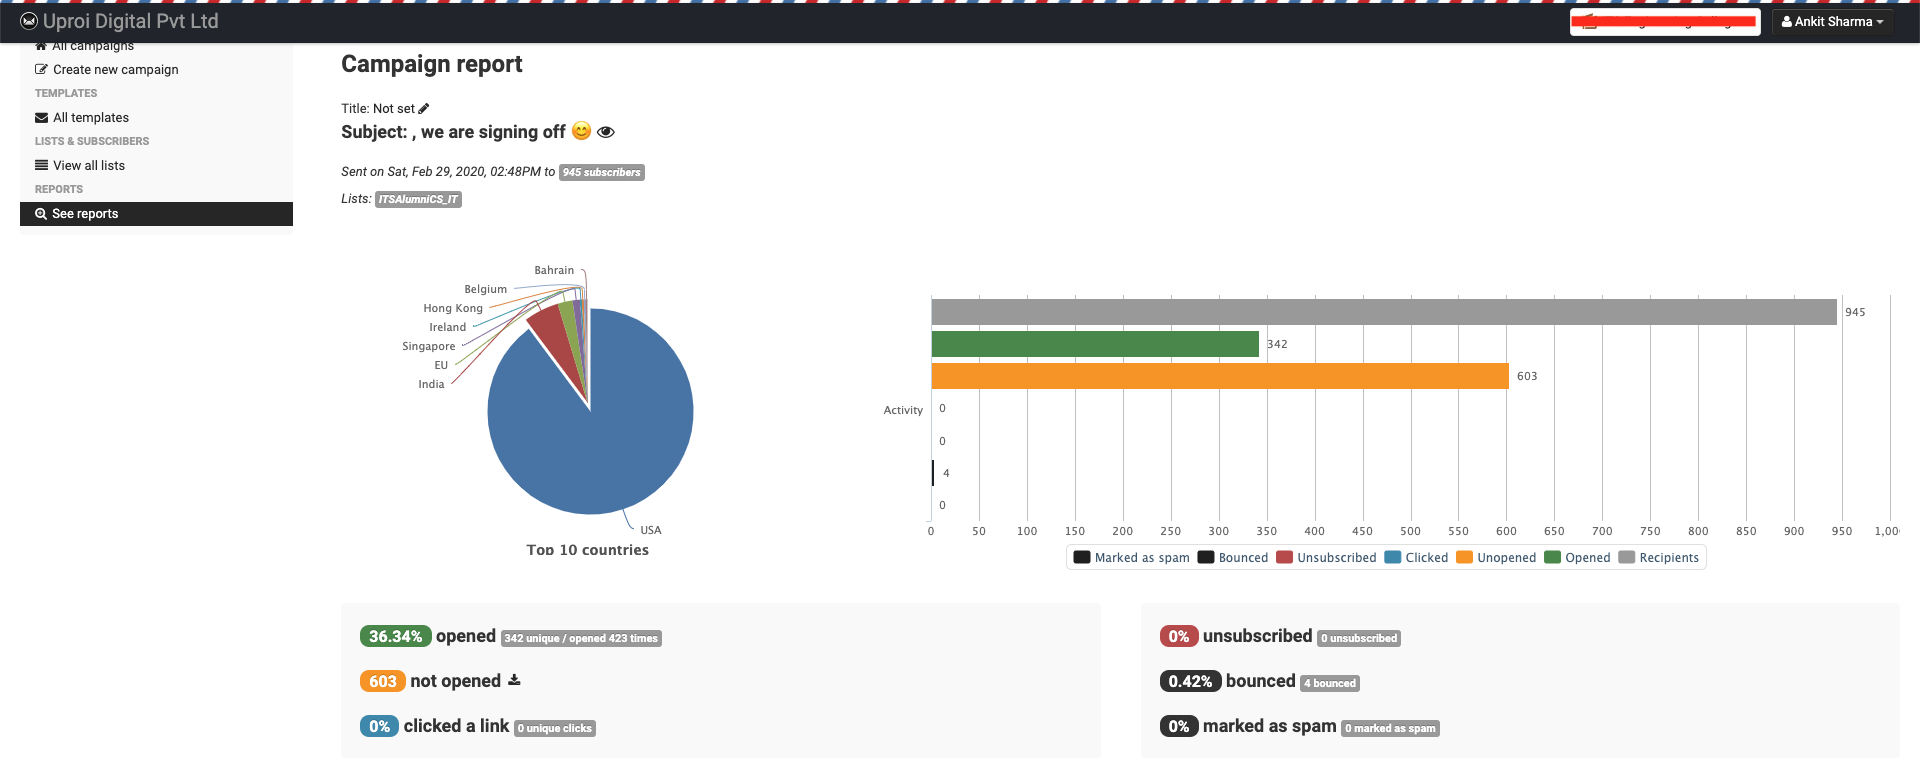 Uproi Digital Pvt Ltd
Ankit Sharma
All campaigns
Create new campaign
TEMPLATES
All templates
LISTS & SUBSCRIBERS
View all lists
REPORTS
See reports
Campaign report
Title: Not set
Subject: , we are signing off 😊
Sent on Sat, Feb 29, 2020, 02:48PM to 945 subscribers
Lists: ITSAlumniCS_IT
Bahrain
Belgium
Hong Kong
Ireland
Singapore
EU
India
USA
Top 10 countries
945
342
603
Activity
0
0
4
0
0 50 100 150 200 250 300 350 400 450 500 550 600 650 700 750 800 850 900 950 1,00
Marked as spam Bounced Unsubscribed Clicked Unopened Opened Recipients
36.34% opened 342 unique / opened 423 times
603 not opened
0% clicked a link 0 unique clicks
0% unsubscribed 0 unsubscribed
0.42% bounced 4 bounced
0% marked as spam 0 marked as spam